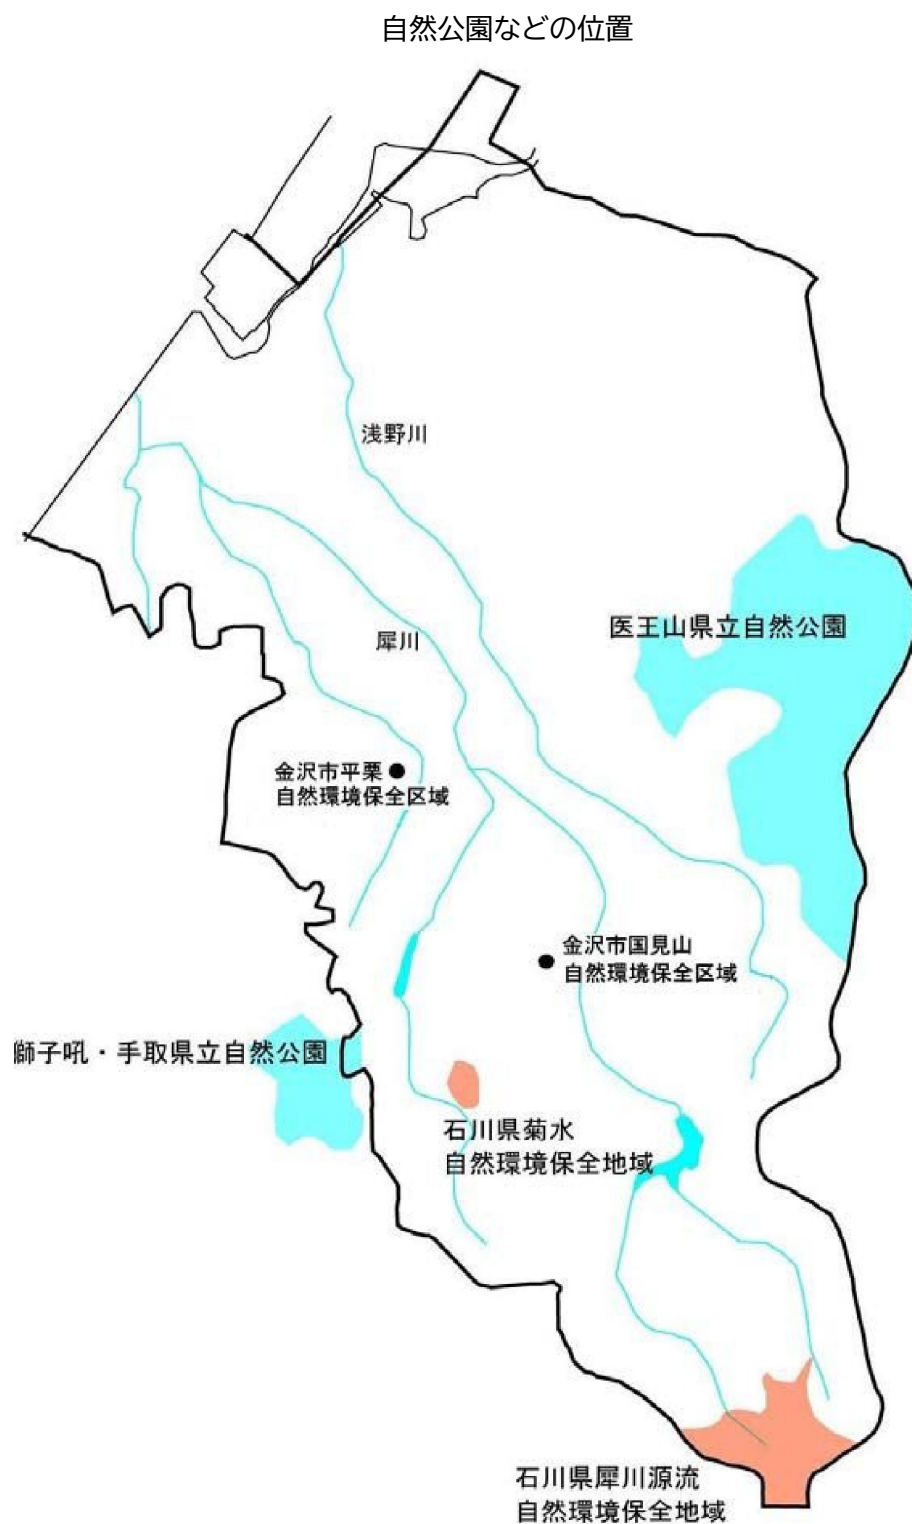 自然公園などの位置
浅野川
医王山県立自然公園
犀川
金沢市平栗
自然環境保全区域
金沢市国見山
自然環境保全区域
獅子吼・手取県立自然公園
石川県菊水
自然環境保全地域
石川県犀川源流
自然環境保全地域